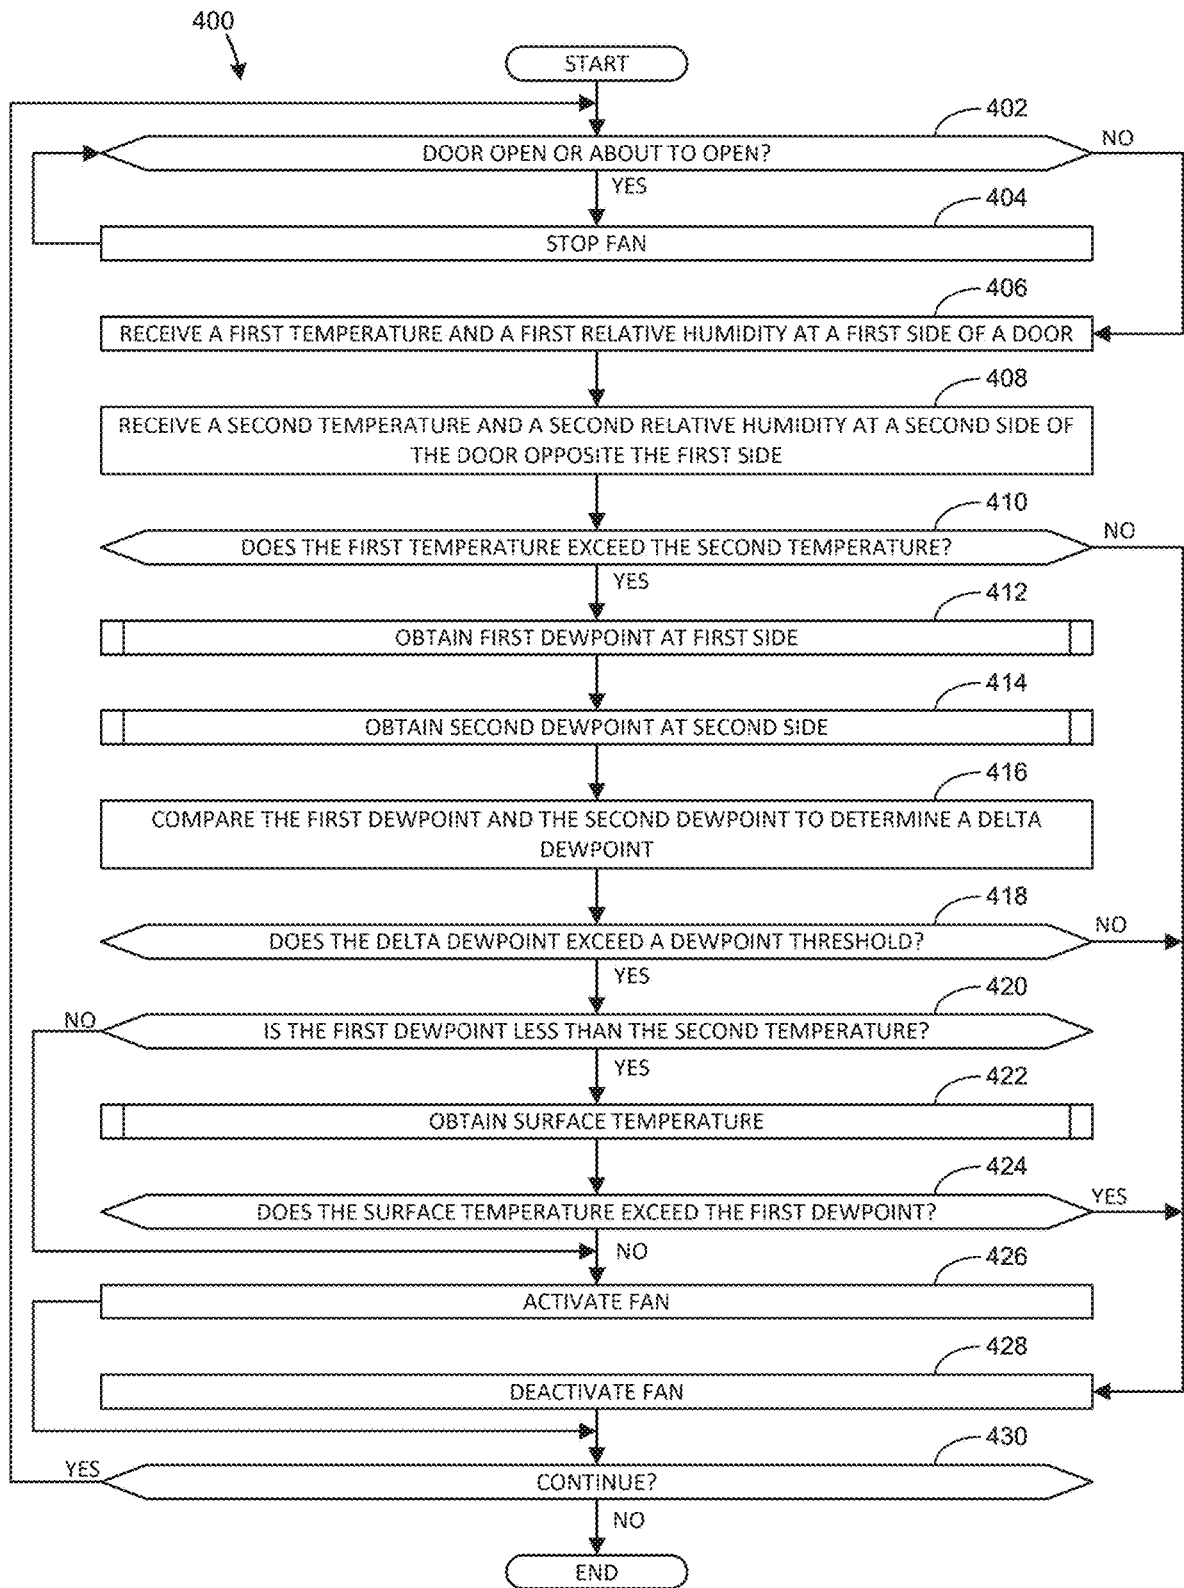 400
START
402
DOOR OPEN OR ABOUT TO OPEN?
NO
YES
404
STOP FAN
406
RECEIVE A FIRST TEMPERATURE AND A FIRST RELATIVE HUMIDITY AT A FIRST SIDE OF A DOOR
408
RECEIVE A SECOND TEMPERATURE AND A SECOND RELATIVE HUMIDITY AT A SECOND SIDE OF
THE DOOR OPPOSITE THE FIRST SIDE
410
DOES THE FIRST TEMPERATURE EXCEED THE SECOND TEMPERATURE?
NO
YES
412
OBTAIN FIRST DEWPOINT AT FIRST SIDE
414
OBTAIN SECOND DEWPOINT AT SECOND SIDE
416
COMPARE THE FIRST DEWPOINT AND THE SECOND DEWPOINT TO DETERMINE A DELTA
DEWPOINT
418
DOES THE DELTA DEWPOINT EXCEED A DEWPOINT THRESHOLD?
NO
YES
420
NO
IS THE FIRST DEWPOINT LESS THAN THE SECOND TEMPERATURE?
YES
422
OBTAIN SURFACE TEMPERATURE
424
DOES THE SURFACE TEMPERATURE EXCEED THE FIRST DEWPOINT?
YES
NO
426
ACTIVATE FAN
428
DEACTIVATE FAN
430
YES
CONTINUE?
NO
END